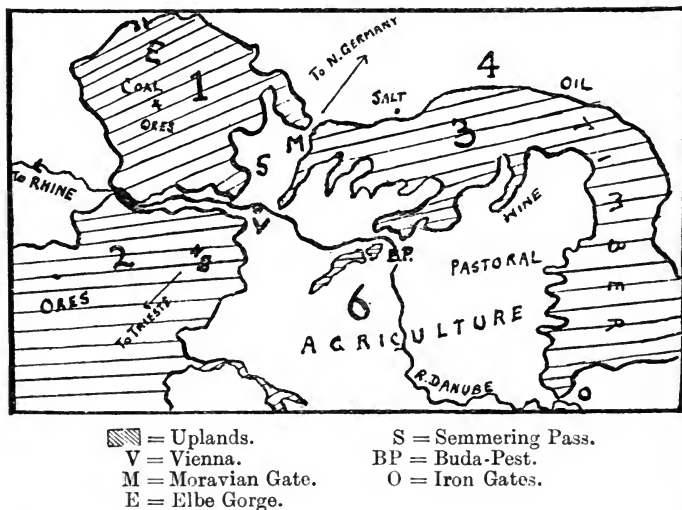 E
1
COAL
&
ORES
TO N. GERMANY
4
SALT
OIL
M
3
5
TO RHINE
V
WINE
TIMBER
2
S
B.P.
PASTORAL
ORES
TO TRIESTE
6
AGRICULTURE
R. DANUBE
O
= Uplands.
V = Vienna.
M = Moravian Gate.
E = Elbe Gorge.
S = Semmering Pass.
BP = Buda-Pest.
O = Iron Gates.